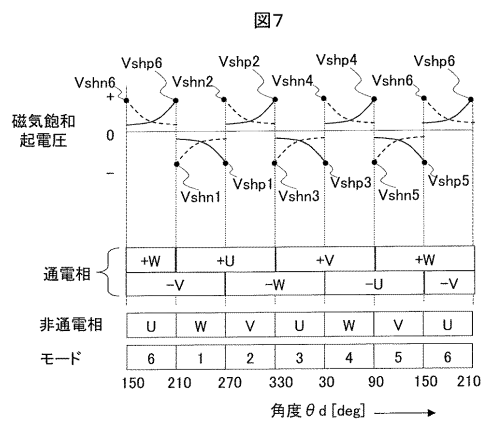 図7
Vshp6 Vshp2 Vshp4 Vshp6
Vshn6 Vshn2 Vshn4 Vshn6
+
磁気飽和
起電圧
0
−
Vshn1 Vshp1 Vshn3 Vshp3 Vshn5 Vshp5
通電相
+W +U +V +W
−V −W −U −V
非通電相 U W V U W V U
モード 6 1 2 3 4 5 6
150 210 270 330 30 90 150 210
角度θd [deg]